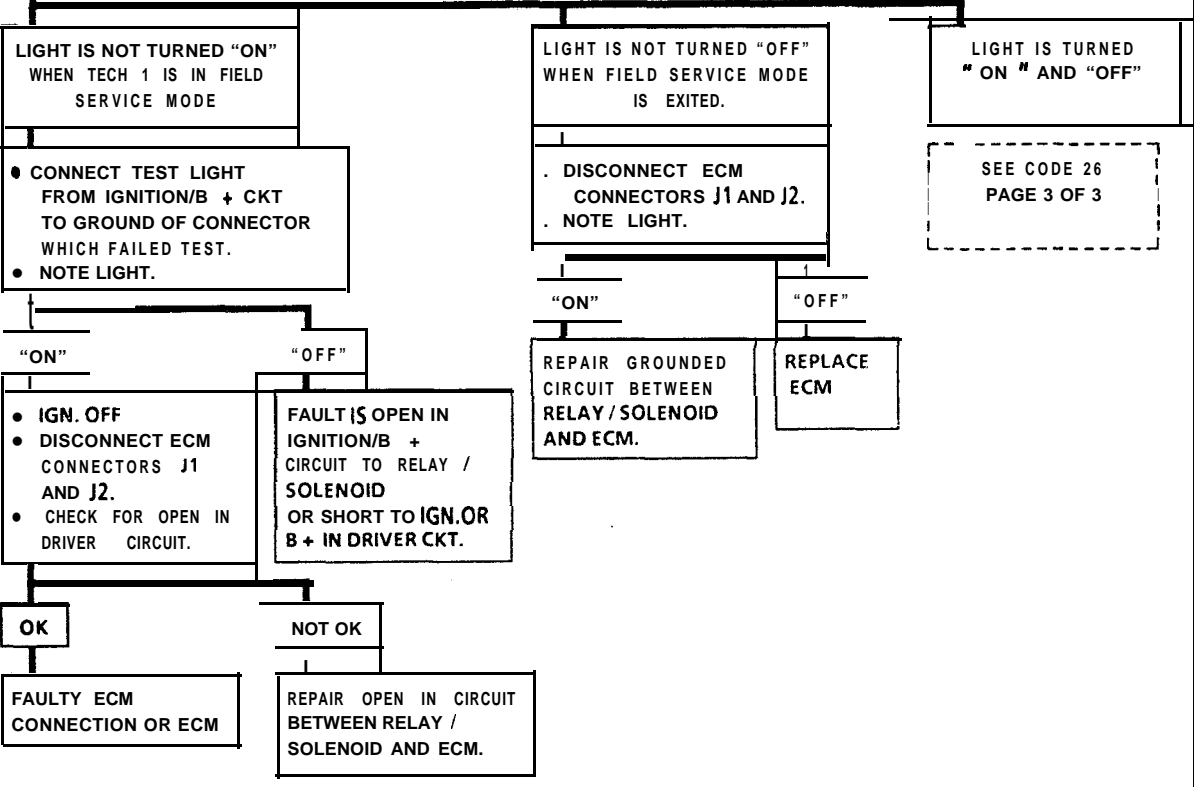 LIGHT IS NOT TURNED “ON”
WHEN TECH 1 IS IN FIELD
SERVICE MODE
● CONNECT TEST LIGHT
FROM IGNITION/B + CKT
TO GROUND OF CONNECTOR
WHICH FAILED TEST.
● NOTE LIGHT.
“ON”
“OFF”
● IGN. OFF
● DISCONNECT ECM
CONNECTORS J1
AND J2.
● CHECK FOR OPEN IN
DRIVER CIRCUIT.
FAULT IS OPEN IN
IGNITION/B +
CIRCUIT TO RELAY /
SOLENOID
OR SHORT TO IGN. OR
B + IN DRIVER CKT.
OK
NOT OK
FAULTY ECM
CONNECTION OR ECM
REPAIR OPEN IN CIRCUIT
BETWEEN RELAY /
SOLENOID AND ECM.
LIGHT IS NOT TURNED “OFF”
WHEN FIELD SERVICE MODE
IS EXITED.
. DISCONNECT ECM
CONNECTORS J1 AND J2.
. NOTE LIGHT.
“ON”
“OFF”
REPAIR GROUNDED
CIRCUIT BETWEEN
RELAY / SOLENOID
AND ECM.
REPLACE
ECM
LIGHT IS TURNED
" ON " AND “OFF”
SEE CODE 26
PAGE 3 OF 3